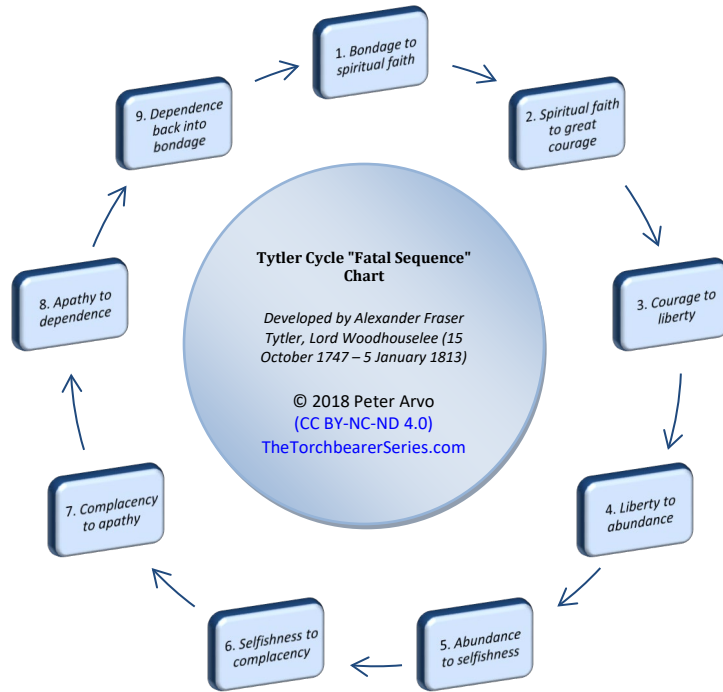 1. Bondage to
spiritual faith
2. Spiritual faith
to great
courage
3. Courage to
liberty
4. Liberty to
abundance
5. Abundance
to selfishness
6. Selfishness to
complacency
7. Complacency
to apathy
8. Apathy to
dependence
9. Dependence
back into
bondage
Tytler Cycle "Fatal Sequence"
Chart
Developed by Alexander Fraser
Tytler, Lord Woodhouselee (15
October 1747 – 5 January 1813)
© 2018 Peter Arvo
(CC BY-NC-ND 4.0)
TheTorchbearerSeries.com